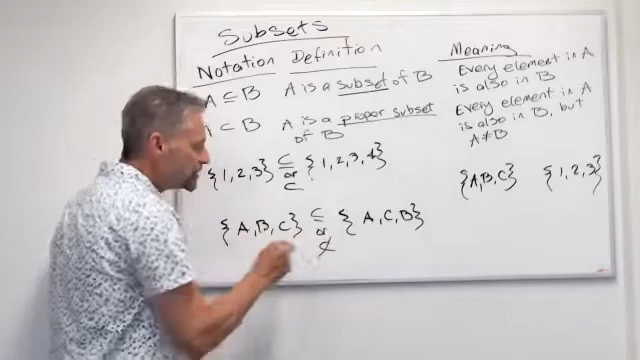 Subsets
Notation Definition Meaning
A ⊆ B A is a subset of B Every element in A
is also in B
A ⊂ B A is a proper subset Every element in A
of B is also in B, but
A ≠ B
{1, 2, 3} ⊆ {1, 2, 3, 4}
or
⊂
{A, B, C} {1, 2, 3}
{A, B, C} ⊆ {A, C, B}
or
⊄